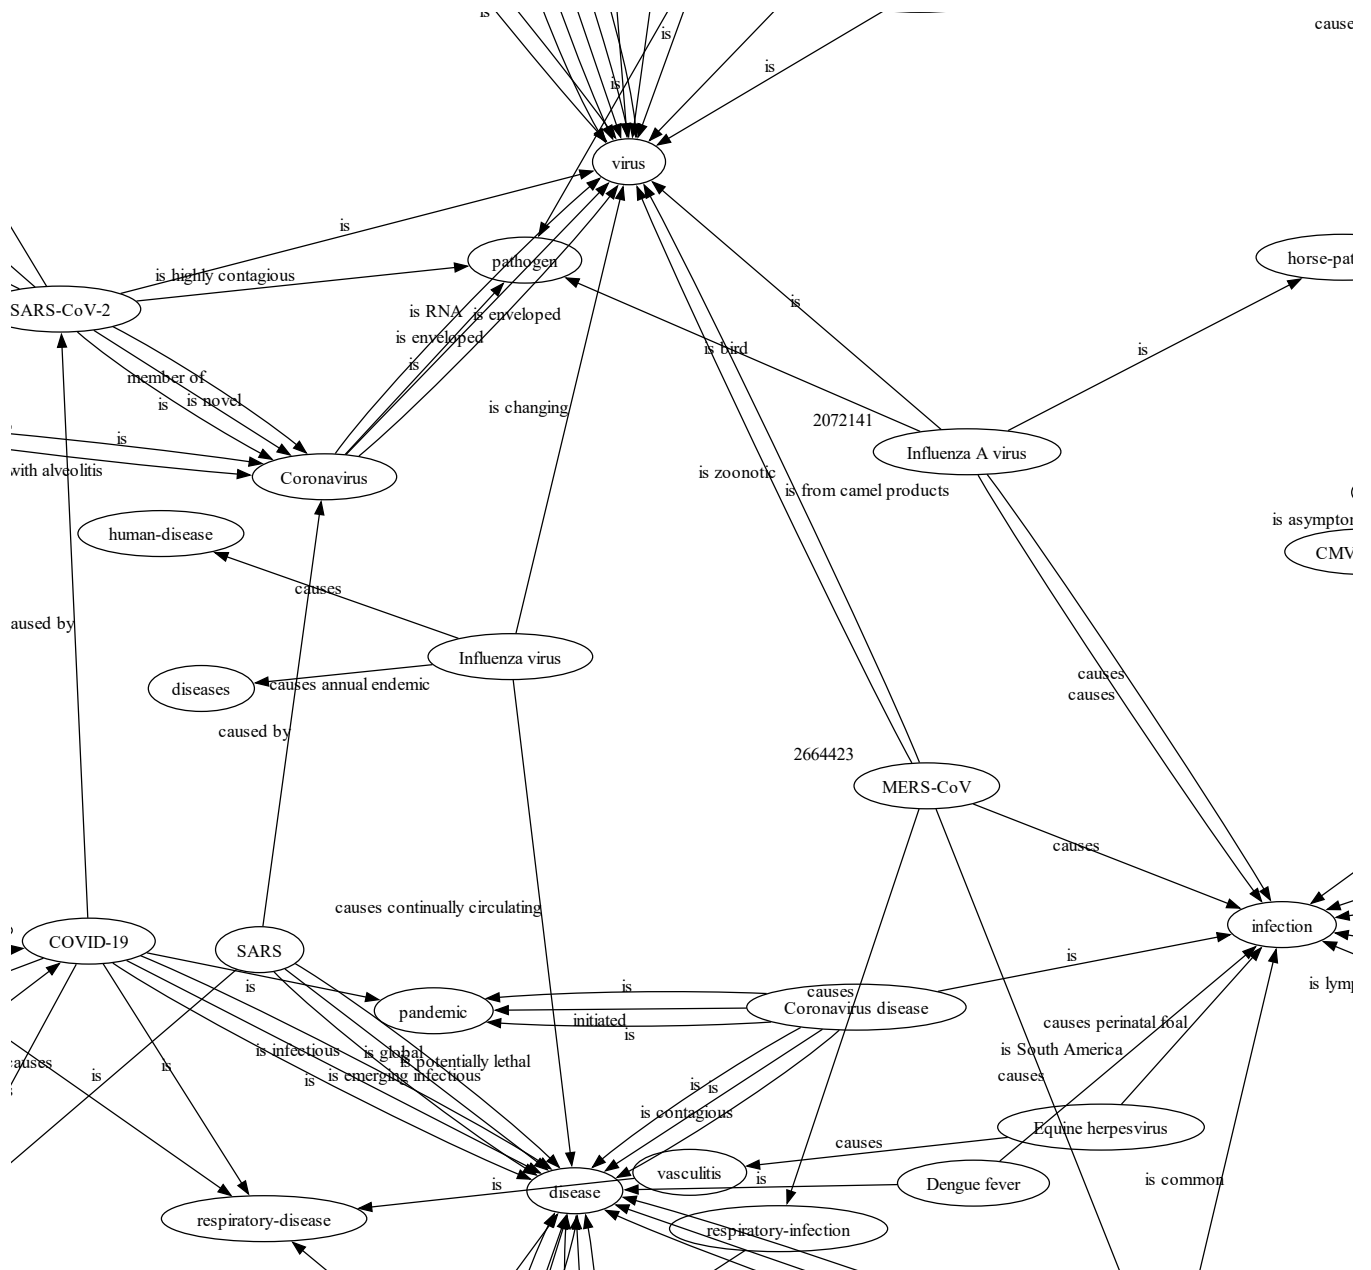 is
cause
is
is
is
virus
is
pathogen
horse-pat
is highly contagious
SARS-CoV-2
is
is RNA
is enveloped
is enveloped
is bird
is
is
member of
is novel
is
is changing
2072141
is
Influenza A virus
with alveolitis
Coronavirus
is zoonotic
is from camel products
is asympto
human-disease
CMV
causes
aused by
Influenza virus
causes
diseases
causes annual endemic
causes
caused by
2664423
MERS-CoV
causes
causes continually circulating
infection
COVID-19
SARS
is
is
is
causes
is lymp
pandemic
Coronavirus disease
initiated
is
causes perinatal foal
is infectious
is global
is potentially lethal
is South America
causes
is
is
is emerging infectious
is
is
is
causes
is contagious
Equine herpesvirus
causes
vasculitis
is
is
Dengue fever
is common
disease
respiratory-disease
respiratory-infection